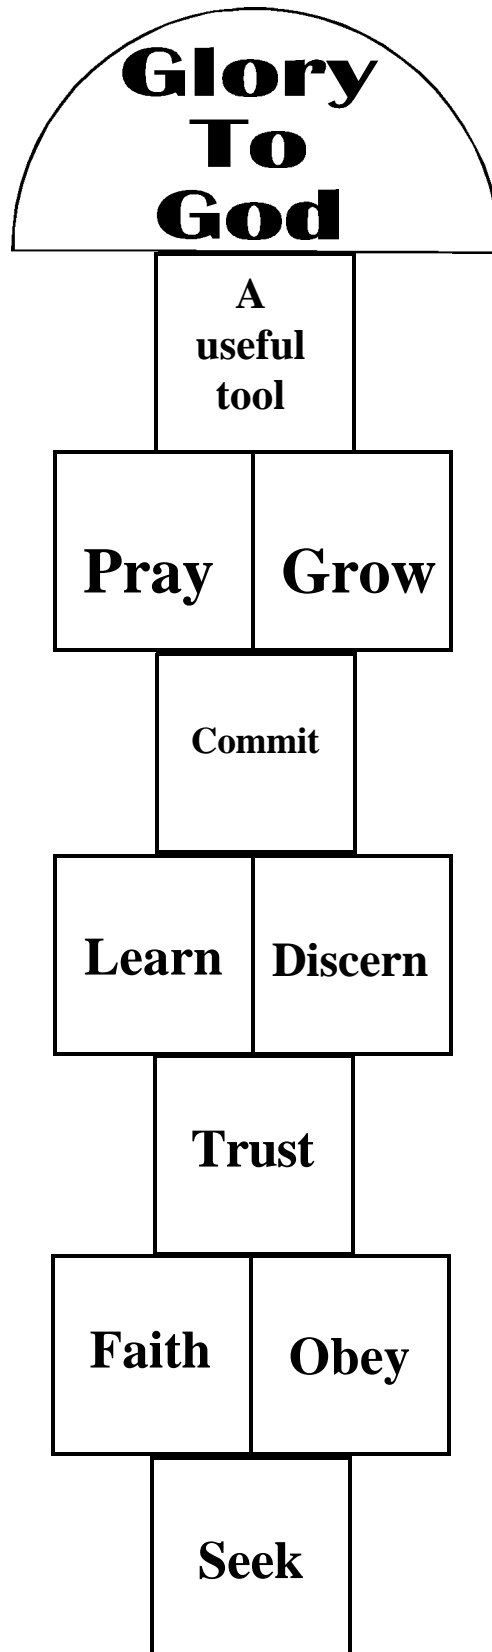 Glory
To
God
A
useful
tool
Pray Grow
Commit
Learn Discern
Trust
Faith Obey
Seek